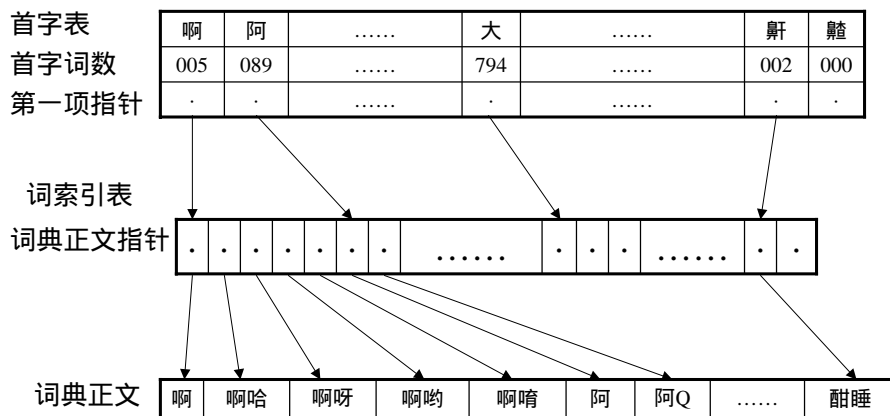 首字表 啊 阿 …… 大 …… 鼾 齄
首字词数 005 089 …… 794 …… 002 000
第一项指针 · · …… · …… · ·
词索引表
词典正文指针 · · · · · · · …… · · · …… · ·
词典正文 啊 啊哈 啊呀 啊哟 啊唷 阿 阿Q …… 酣睡